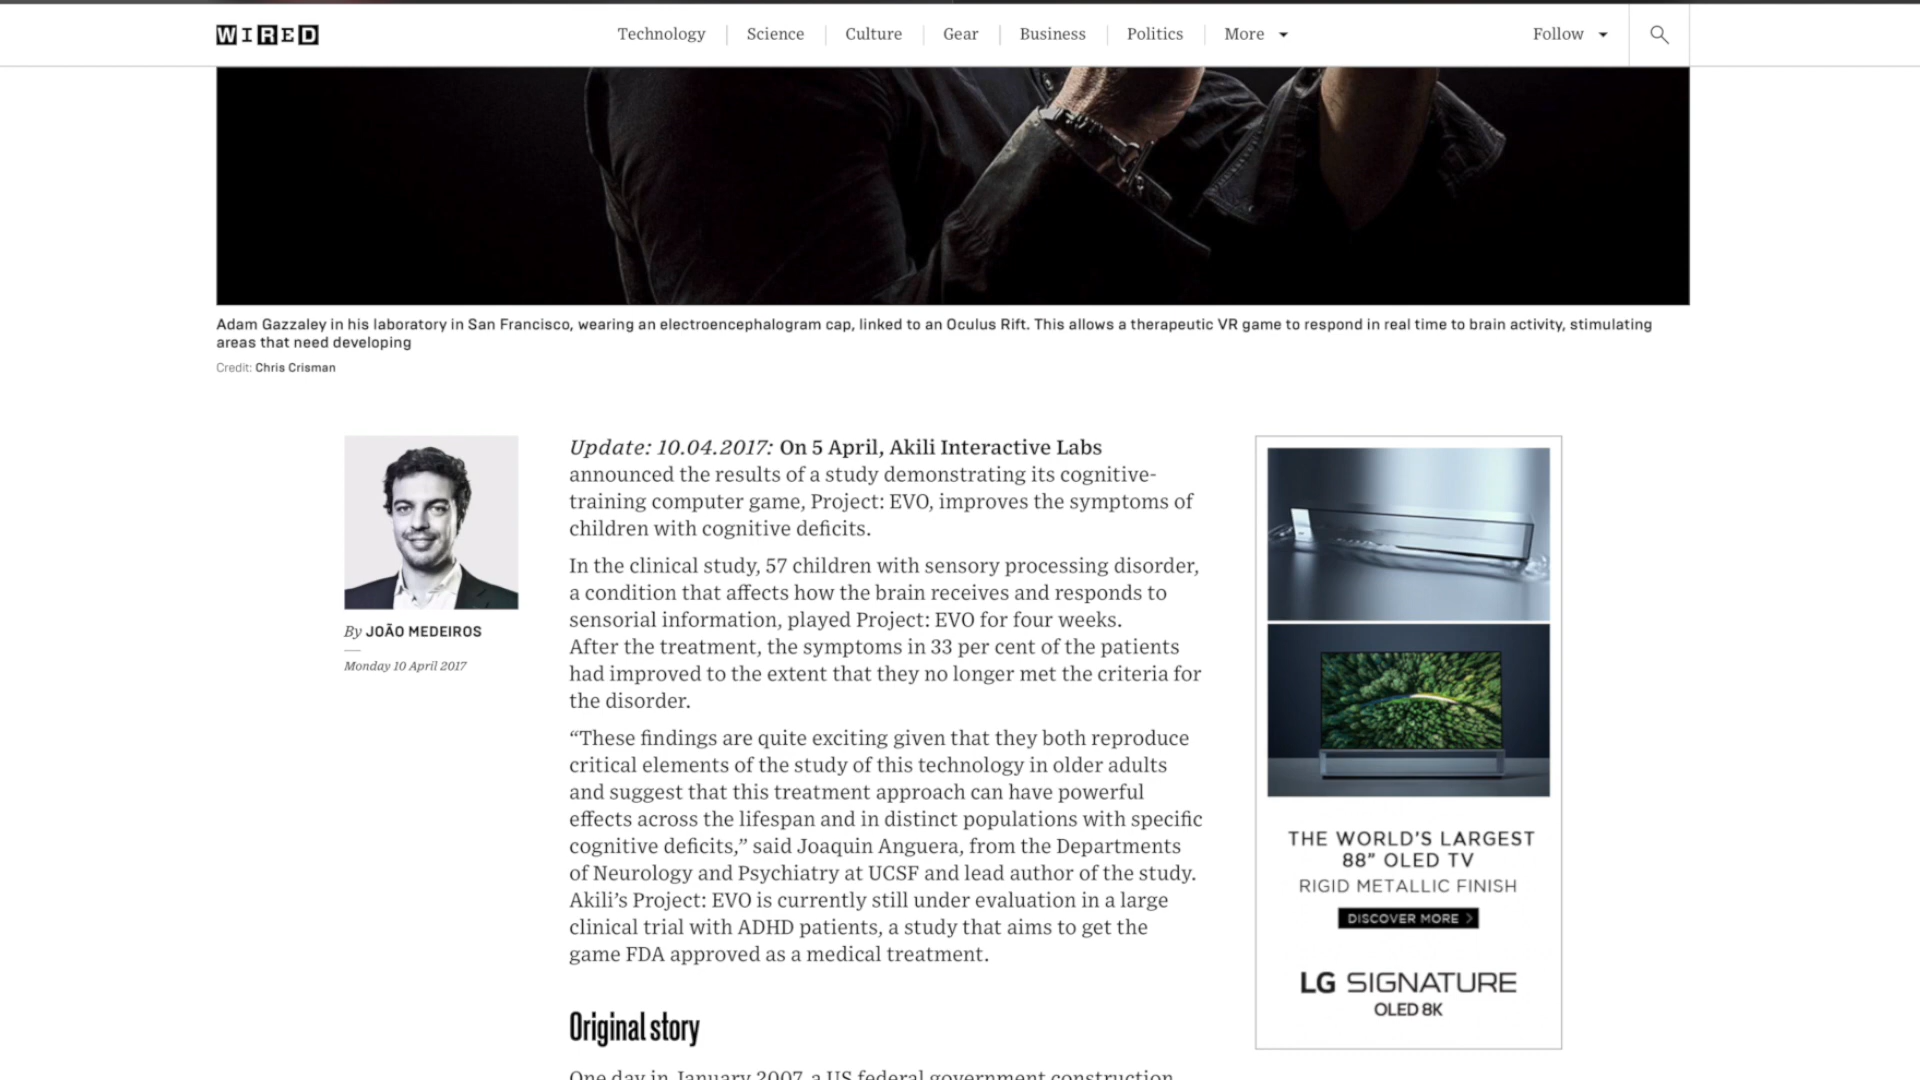 WIRED
Technology
Science
Culture
Gear
Business
Politics
More
Follow
Adam Gazzaley in his laboratory in San Francisco, wearing an electroencephalogram cap, linked to an Oculus Rift. This allows a therapeutic VR game to respond in real time to brain activity, stimulating
areas that need developing
Credit: Chris Crisman
By JOÃO MEDEIROS
Monday 10 April 2017
Update: 10.04.2017: On 5 April, Akili Interactive Labs
announced the results of a study demonstrating its cognitive-
training computer game, Project: EVO, improves the symptoms of
children with cognitive deficits.
In the clinical study, 57 children with sensory processing disorder,
a condition that affects how the brain receives and responds to
sensorial information, played Project: EVO for four weeks.
After the treatment, the symptoms in 33 per cent of the patients
had improved to the extent that they no longer met the criteria for
the disorder.
“These findings are quite exciting given that they both reproduce
critical elements of the study of this technology in older adults
and suggest that this treatment approach can have powerful
effects across the lifespan and in distinct populations with specific
cognitive deficits,” said Joaquin Anguera, from the Departments
of Neurology and Psychiatry at UCSF and lead author of the study.
Akili’s Project: EVO is currently still under evaluation in a large
clinical trial with ADHD patients, a study that aims to get the
game FDA approved as a medical treatment.
Original story
One day in January 2007, a US federal government construction
THE WORLD’S LARGEST
88” OLED TV
RIGID METALLIC FINISH
DISCOVER MORE >
LG SIGNATURE
OLED 8K